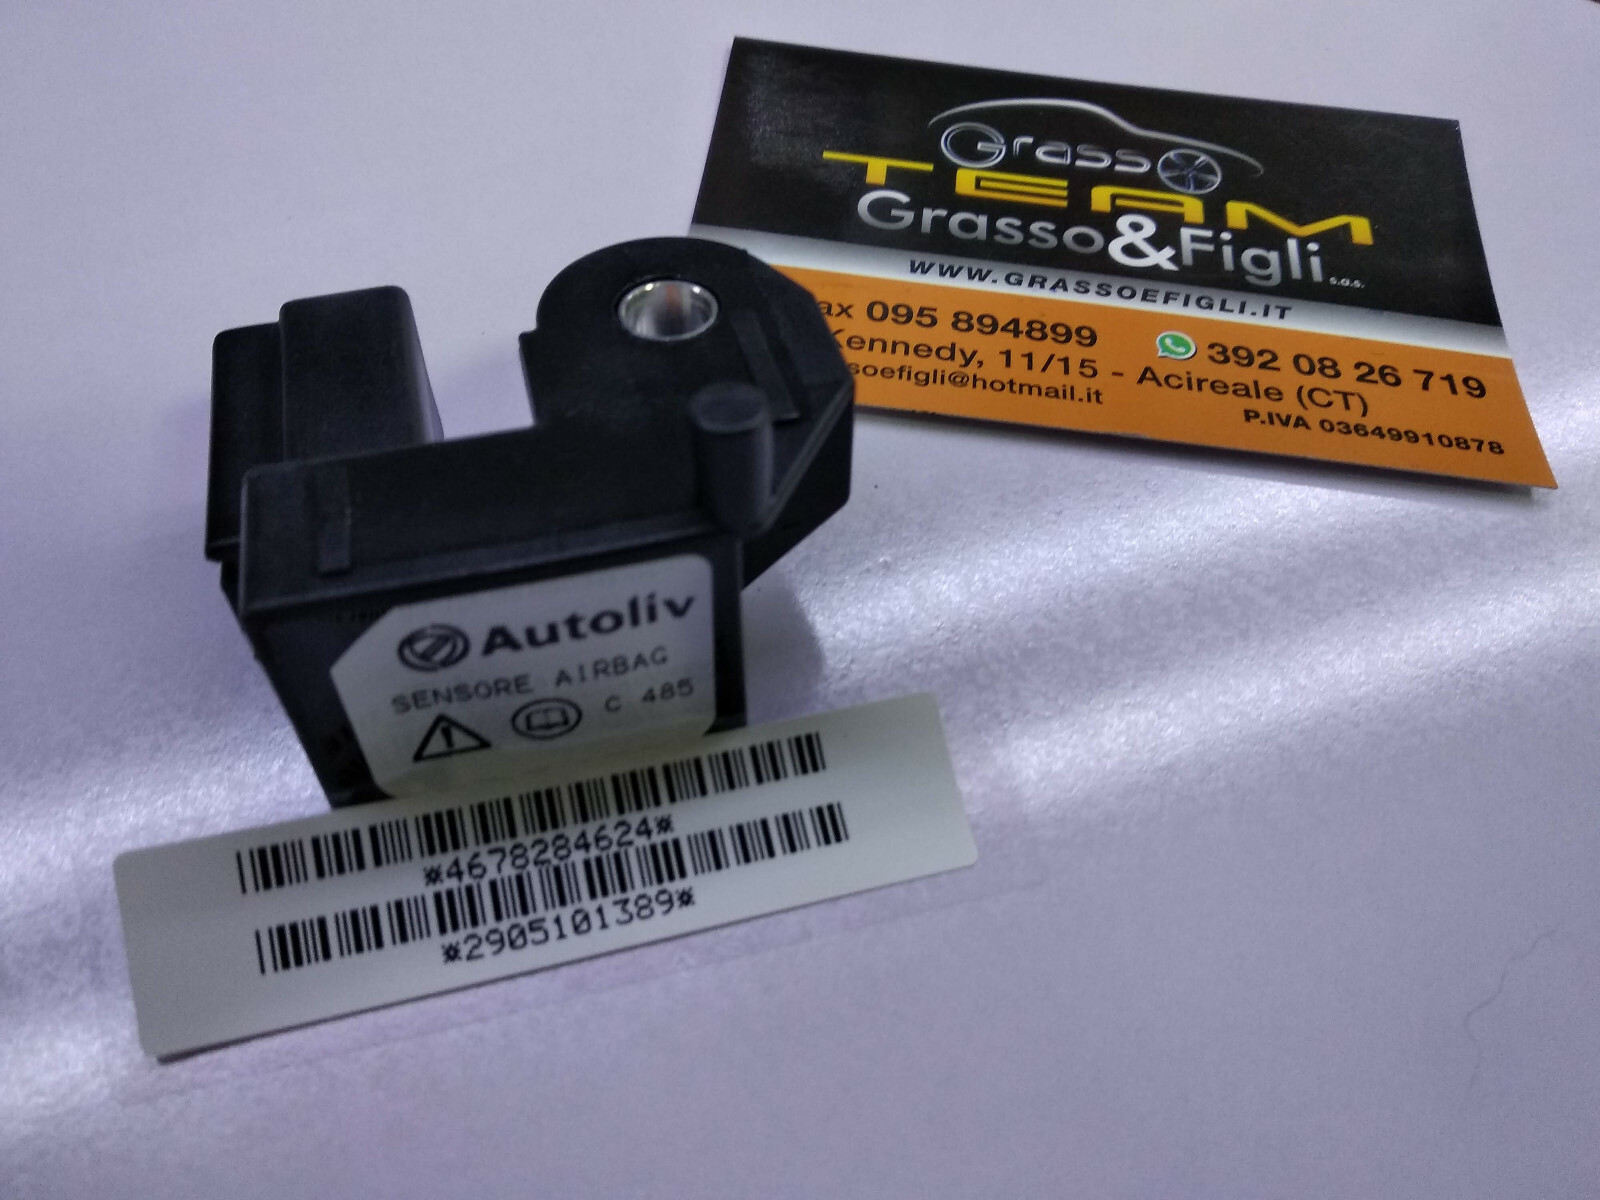 Grasso
TEAM
Grasso&Figli s.a.s.
WWW.GRASSOEFIGLI.IT
095 894899
392 08 26 719
Kennedy, 11/15 - Acireale (CT)
soefigli@hotmail.it
P.IVA 03649910878
Autoliv
SENSORE AIRBAG
C 485
*4678284624*
*2905101389*